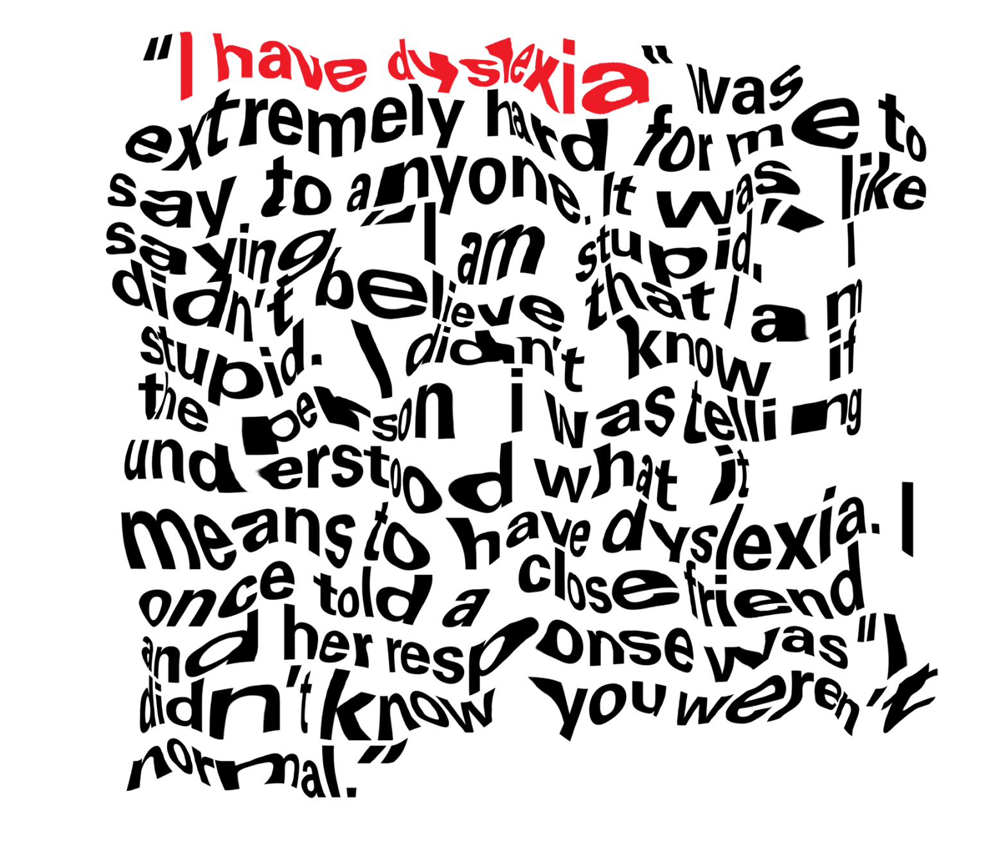 “I have dyslexia” was
extremely hard for me to
say to anyone. It was like
saying “I am stupid.” I
didn’t believe that I am
stupid. I didn’t know if
the person i was telling
understood what it
means to have dyslexia. I
once told a close friend
and her response was “I
didn’t know you weren’t
normal.”